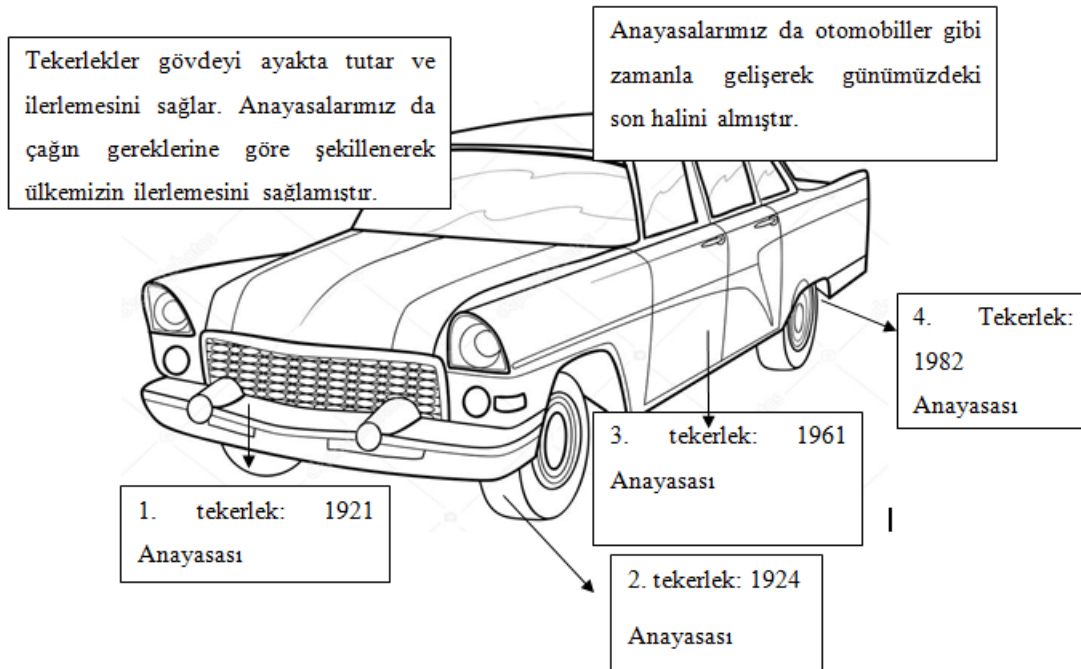 Tekerlekler gövdeyi ayakta tutar ve
ilerlemesini sağlar. Anayasalarımız da
çağın gereklerine göre şekillenerek
ülkemizin ilerlemesini sağlamıştır.
Anayasalarımız da otomobiller gibi
zamanla gelişerek günümüzdeki
son halini almıştır.
4. Tekerlek:
1982
Anayasası
3. tekerlek: 1961
Anayasası
1. tekerlek: 1921
Anayasası
2. tekerlek: 1924
Anayasası